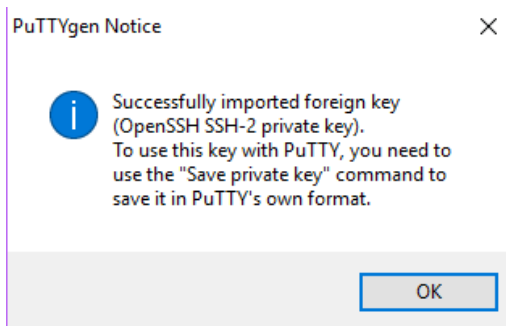 PuTTYgen Notice
Successfully imported foreign key
(OpenSSH SSH-2 private key).
To use this key with PuTTY, you need to
use the "Save private key" command to
save it in PuTTY's own format.
OK